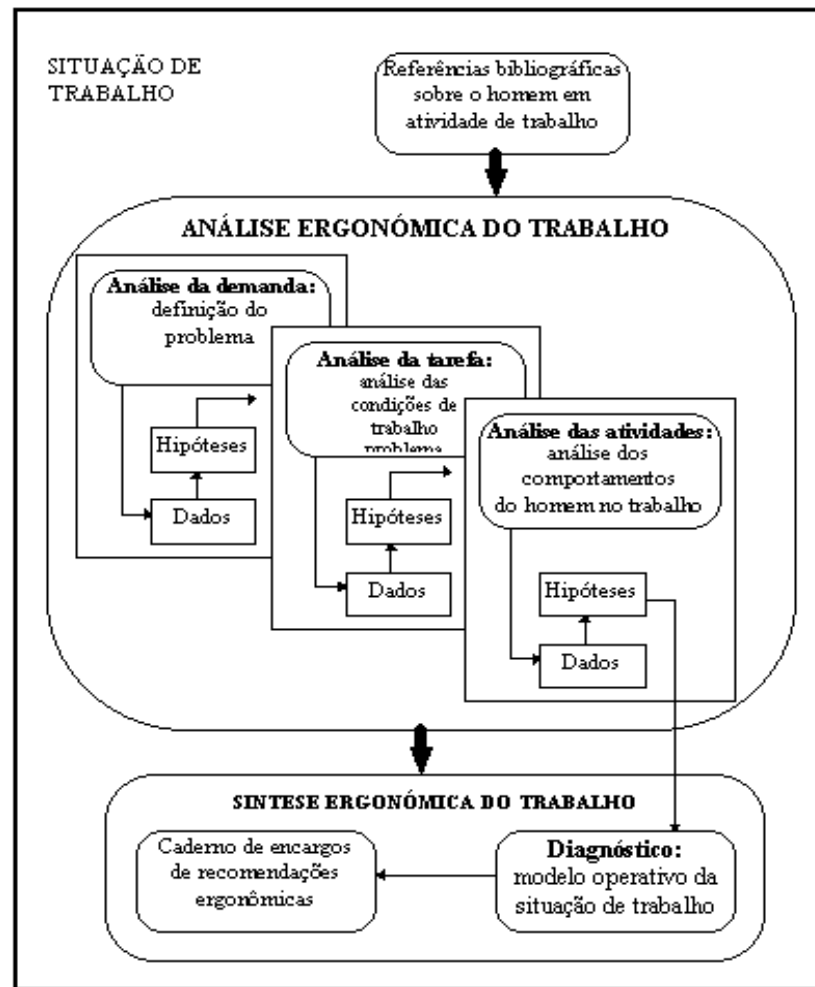 SITUAÇÃO DE
TRABALHO
Referências bibliográficas
sobre o homem em
atividade de trabalho
ANÁLISE ERGONÓMICA DO TRABALHO
Análise da demanda:
definição do
problema
Hipóteses
Dados
Análise da tarefa:
análise das
condições de
trabalho
problema
Hipóteses
Dados
Análise das atividades:
análise dos
comportamentos
do homem no trabalho
Hipóteses
Dados
SINTESE ERGONÓMICA DO TRABALHO
Caderno de encargos
de recomendações
ergonômicas
Diagnóstico:
modelo operativo da
situação de trabalho